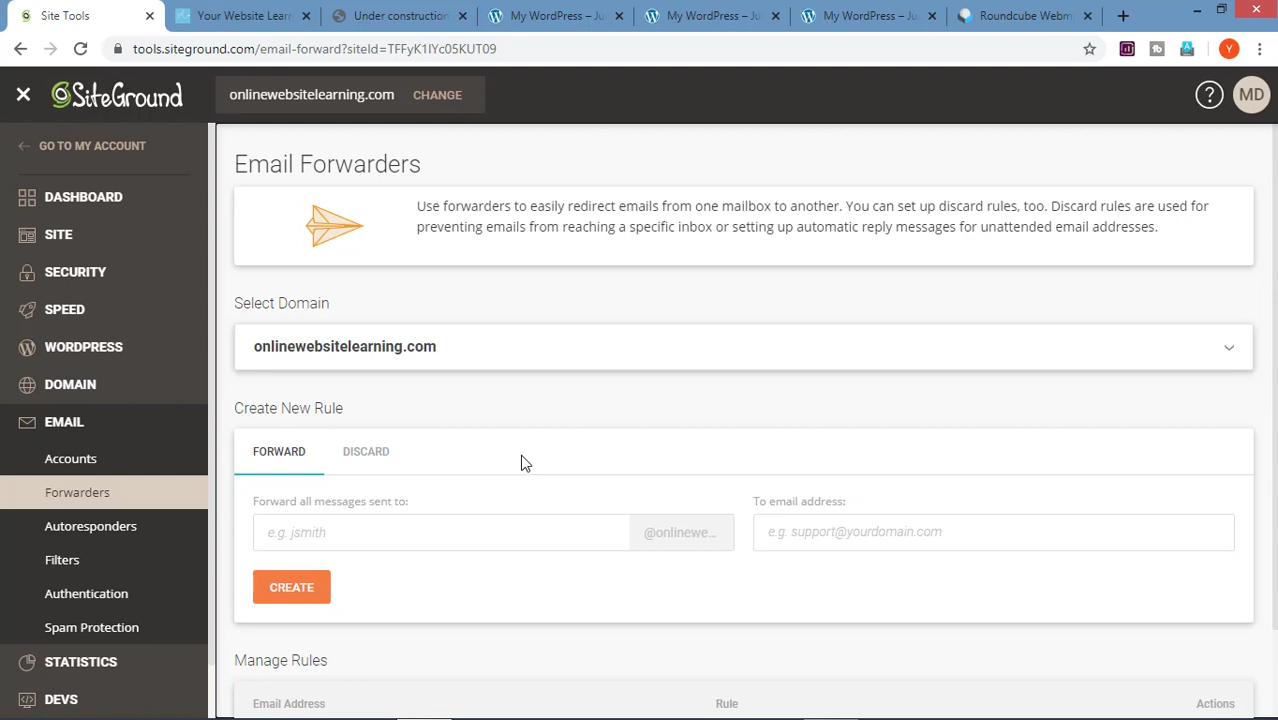 Site Tools
Your Website Lear
Under construction
My WordPress – Ju
My WordPress – Ju
My WordPress – Ju
Roundcube Webm
tools.siteground.com/email-forward?siteId=TFFyK1IYc05KUT09
Y
SiteGround
onlinewebsitelearning.com CHANGE
? MD
GO TO MY ACCOUNT
DASHBOARD
SITE
SECURITY
SPEED
WORDPRESS
DOMAIN
EMAIL
Accounts
Forwarders
Autoresponders
Filters
Authentication
Spam Protection
STATISTICS
DEVS
Email Forwarders
Use forwarders to easily redirect emails from one mailbox to another. You can set up discard rules, too. Discard rules are used for
preventing emails from reaching a specific inbox or setting up automatic reply messages for unattended email addresses.
Select Domain
onlinewebsitelearning.com
Create New Rule
FORWARD DISCARD
Forward all messages sent to: To email address:
e.g. jsmith @onlinewe... e.g. support@yourdomain.com
CREATE
Manage Rules
Email Address Rule Actions